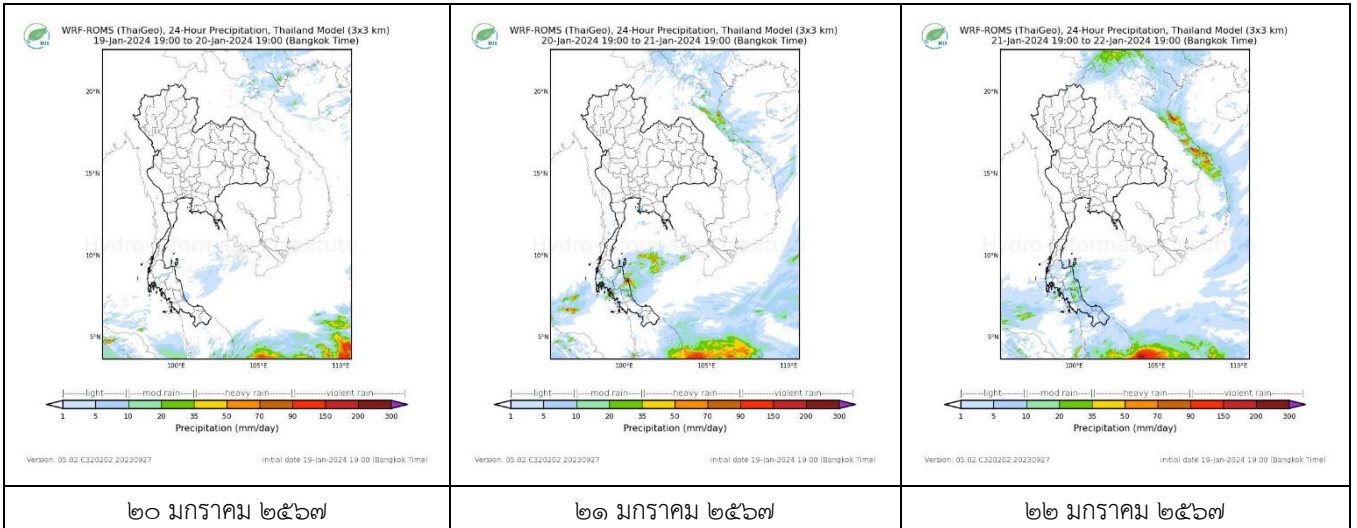 WRF-ROMS (ThaiGeo), 24-Hour Precipitation, Thailand Model (3x3 km)
19-Jan-2024 19:00 to 20-Jan-2024 19:00 (Bangkok Time)
HII
20°N
15°N
10°N
5°N
Hydro - Informatics Institute
100°E 105°E 110°E
light mod rain heavy rain violent rain
1 5 10 20 35 50 70 90 150 200 300
Precipitation (mm/day)
Version: 05.02.C320202.20230927 initial date 19-Jan-2024 19:00 (Bangkok Time)
๒๐ มกราคม ๒๕๖๗
WRF-ROMS (ThaiGeo), 24-Hour Precipitation, Thailand Model (3x3 km)
20-Jan-2024 19:00 to 21-Jan-2024 19:00 (Bangkok Time)
HII
20°N
15°N
10°N
5°N
Hydro - Informatics Institute
100°E 105°E 110°E
light mod rain heavy rain violent rain
1 5 10 20 35 50 70 90 150 200 300
Precipitation (mm/day)
Version: 05.02.C320202.20230927 initial date 19-Jan-2024 19:00 (Bangkok Time)
๒๑ มกราคม ๒๕๖๗
WRF-ROMS (ThaiGeo), 24-Hour Precipitation, Thailand Model (3x3 km)
21-Jan-2024 19:00 to 22-Jan-2024 19:00 (Bangkok Time)
HII
20°N
15°N
10°N
5°N
Hydro - Informatics Institute
100°E 105°E 110°E
light mod rain heavy rain violent rain
1 5 10 20 35 50 70 90 150 200 300
Precipitation (mm/day)
Version: 05.02.C320202.20230927 initial date 19-Jan-2024 19:00 (Bangkok Time)
๒๒ มกราคม ๒๕๖๗